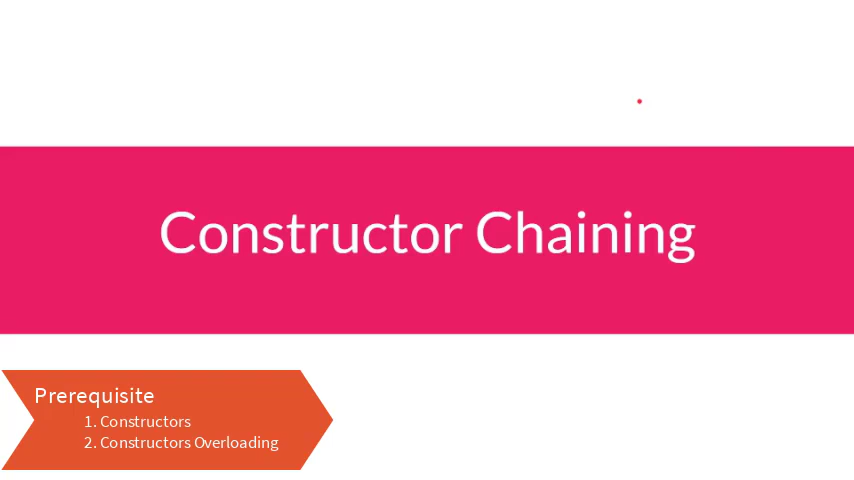 Constructor Chaining
Prerequisite
1. Constructors
2. Constructors Overloading